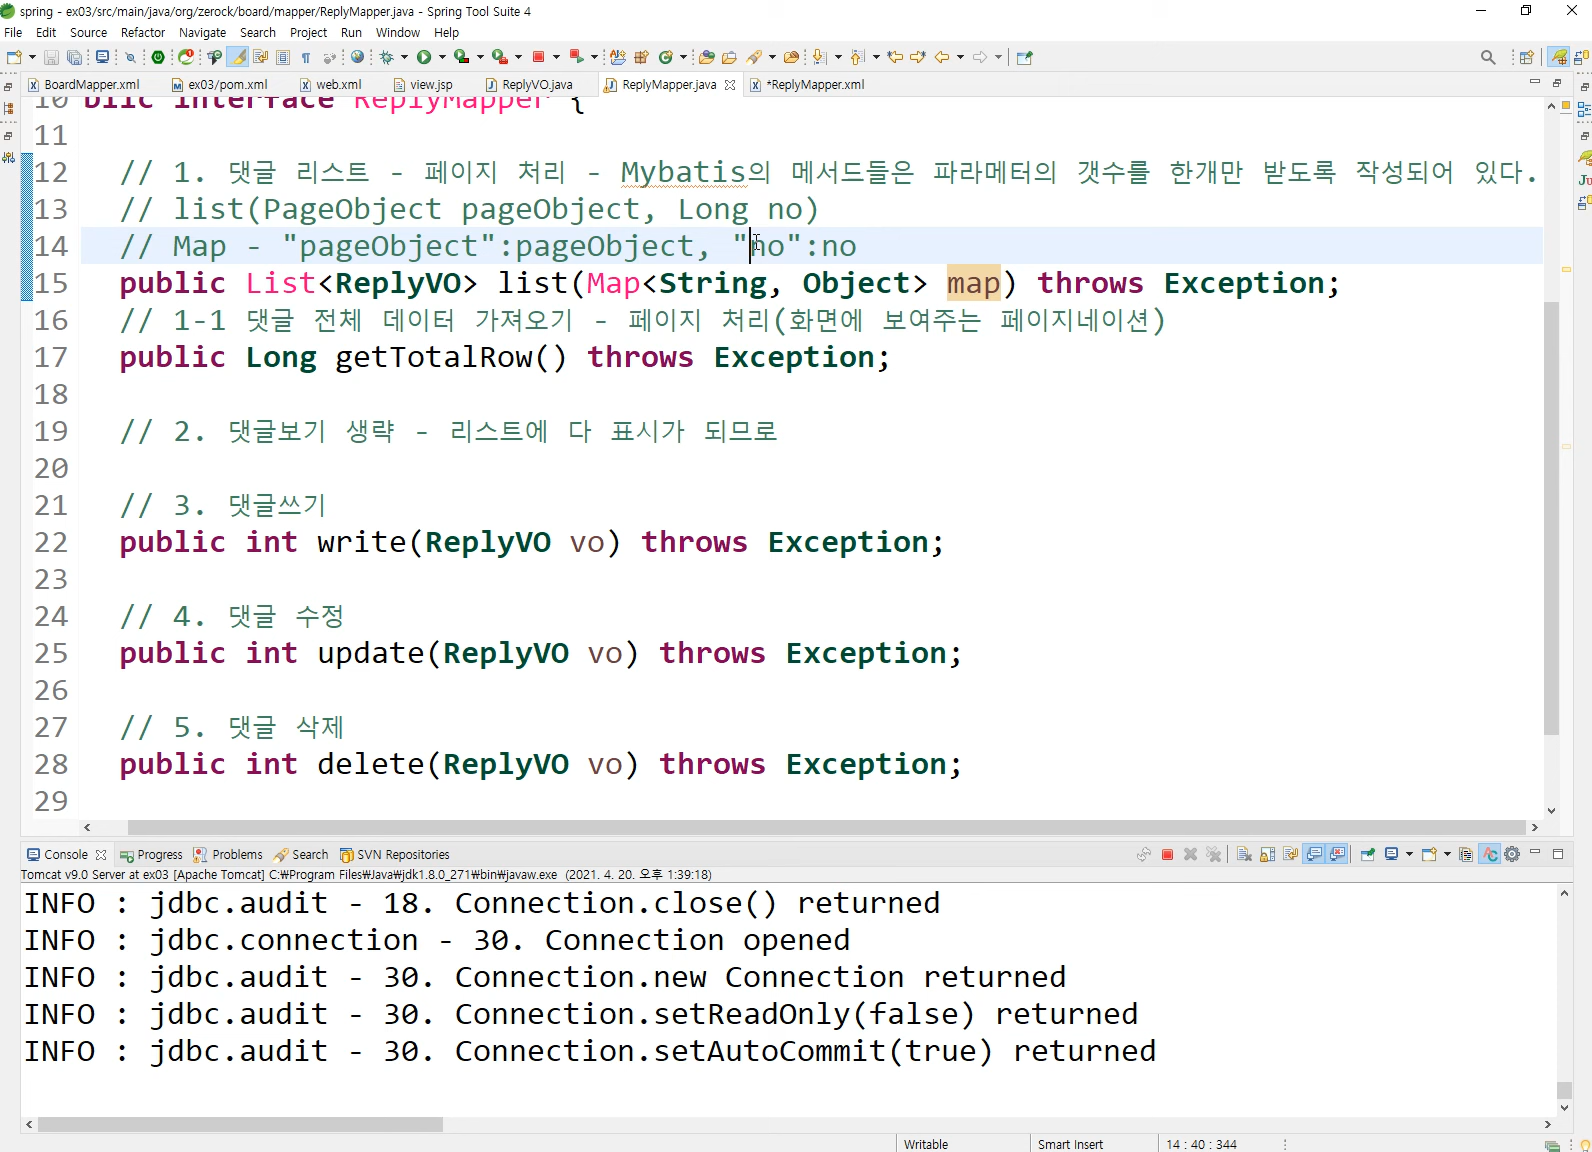 spring - ex03/src/main/java/org/zerock/board/mapper/ReplyMapper.java - Spring Tool Suite 4
File Edit Source Refactor Navigate Search Project Run Window Help
BoardMapper.xml ex03/pom.xml web.xml view.jsp ReplyVO.java ReplyMapper.java *ReplyMapper.xml
10 blic interface ReplyMapper {
11
12 // 1. 댓글 리스트 - 페이지 처리 - Mybatis의 메서드들은 파라메터의 갯수를 한개만 받도록 작성되어 있다.
13 // list(PageObject pageObject, Long no)
14 // Map - "pageObject":pageObject, "no":no
15 public List<ReplyVO> list(Map<String, Object> map) throws Exception;
16 // 1-1 댓글 전체 데이터 가져오기 - 페이지 처리(화면에 보여주는 페이지네이션)
17 public Long getTotalRow() throws Exception;
18
19 // 2. 댓글보기 생략 - 리스트에 다 표시가 되므로
20
21 // 3. 댓글쓰기
22 public int write(ReplyVO vo) throws Exception;
23
24 // 4. 댓글 수정
25 public int update(ReplyVO vo) throws Exception;
26
27 // 5. 댓글 삭제
28 public int delete(ReplyVO vo) throws Exception;
29
Console Progress Problems Search SVN Repositories
Tomcat v9.0 Server at ex03 [Apache Tomcat] C:₩Program Files₩Java₩jdk1.8.0_271₩bin₩javaw.exe (2021. 4. 20. 오후 1:39:18)
INFO : jdbc.audit - 18. Connection.close() returned
INFO : jdbc.connection - 30. Connection opened
INFO : jdbc.audit - 30. Connection.new Connection returned
INFO : jdbc.audit - 30. Connection.setReadOnly(false) returned
INFO : jdbc.audit - 30. Connection.setAutoCommit(true) returned
Writable Smart Insert 14 : 40 : 344